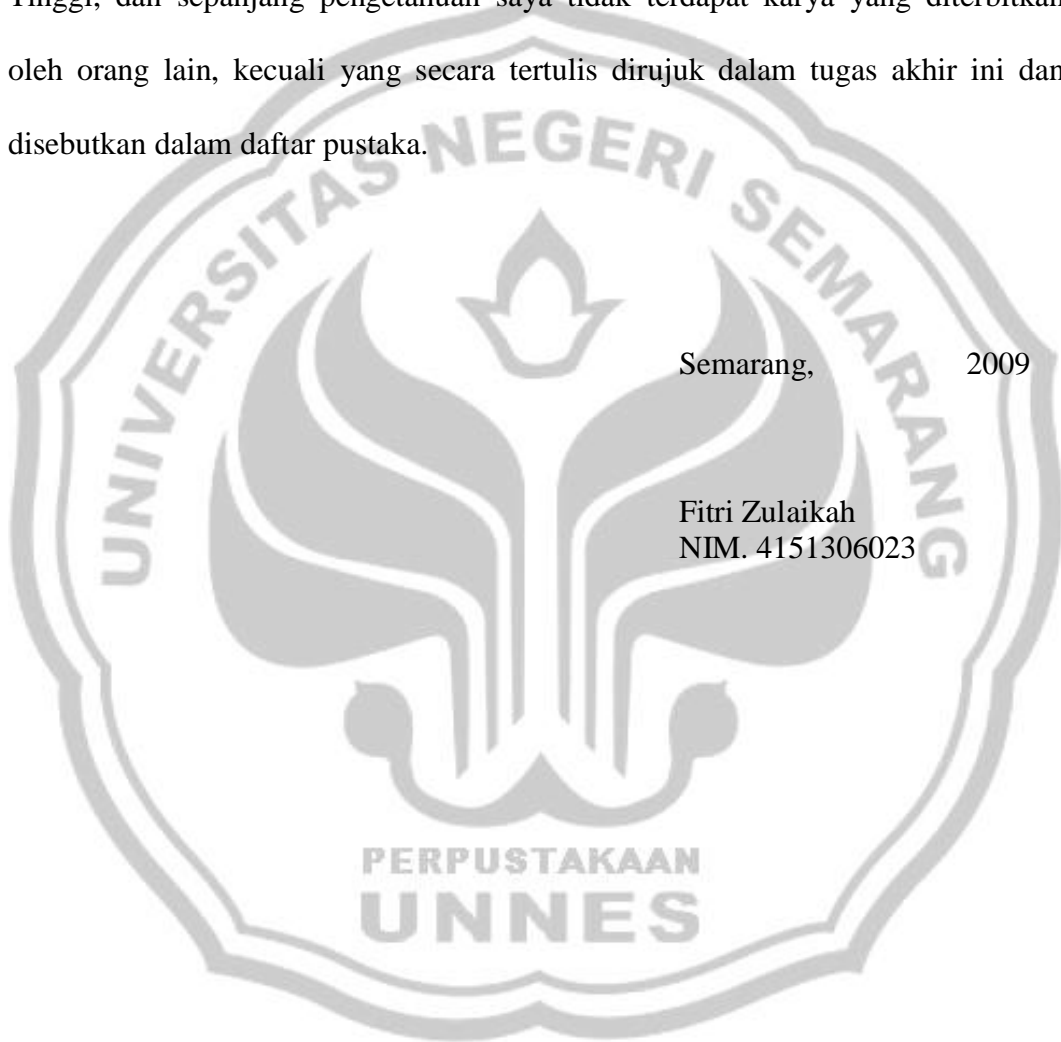 Tinggi, dan sepanjang pengetahuan saya tidak terdapat karya yang diterbitkan
oleh orang lain, kecuali yang secara tertulis dirujuk dalam tugas akhir ini dan
disebutkan dalam daftar pustaka.
UNIVERSITAS NEGERI SEMARANG
Semarang, 2009
Fitri Zulaikah
NIM. 4151306023
PERPUSTAKAAN
UNNES